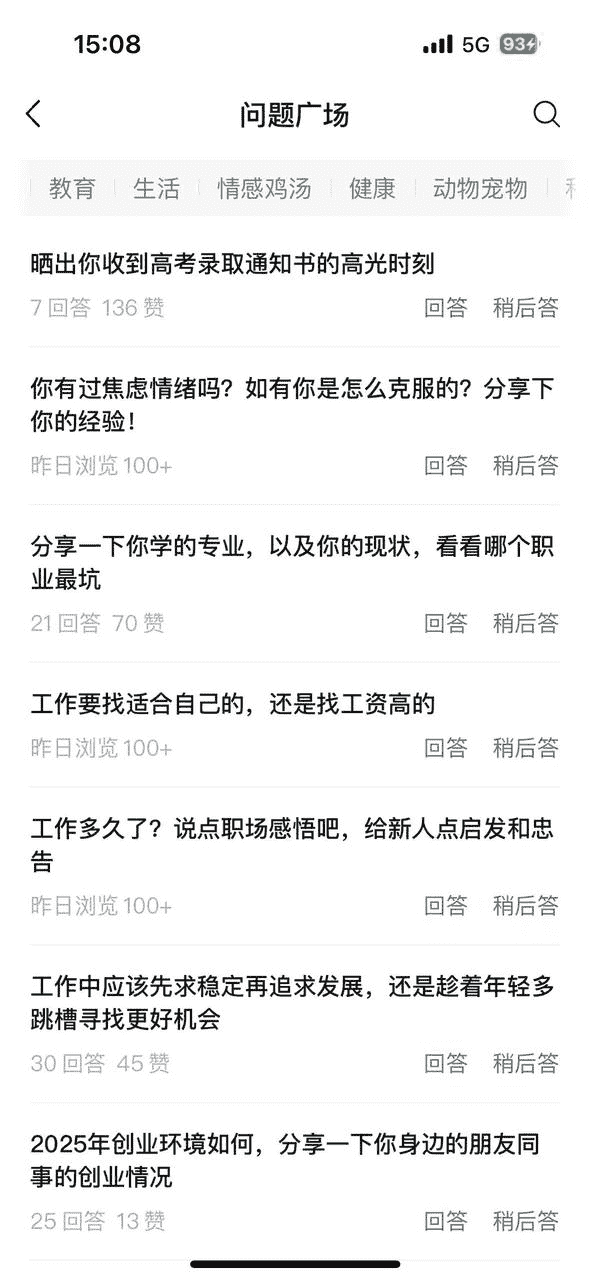 15:08
5G 93
问题广场
教育 生活 情感鸡汤 健康 动物宠物
晒出你收到高考录取通知书的高光时刻
7 回答 136 赞 回答 稍后答
你有过焦虑情绪吗？如有你是怎么克服的？分享下
你的经验！
昨日浏览 100+ 回答 稍后答
分享一下你学的专业，以及你的现状，看看哪个职
业最坑
21 回答 70 赞 回答 稍后答
工作要找适合自己的，还是找工资高的
昨日浏览 100+ 回答 稍后答
工作多久了？说点职场感悟吧，给新人点启发和忠
告
昨日浏览 100+ 回答 稍后答
工作中应该先求稳定再追求发展，还是趁着年轻多
跳槽寻找更好机会
30 回答 45 赞 回答 稍后答
2025年创业环境如何，分享一下你身边的朋友同
事的创业情况
25 回答 13 赞 回答 稍后答